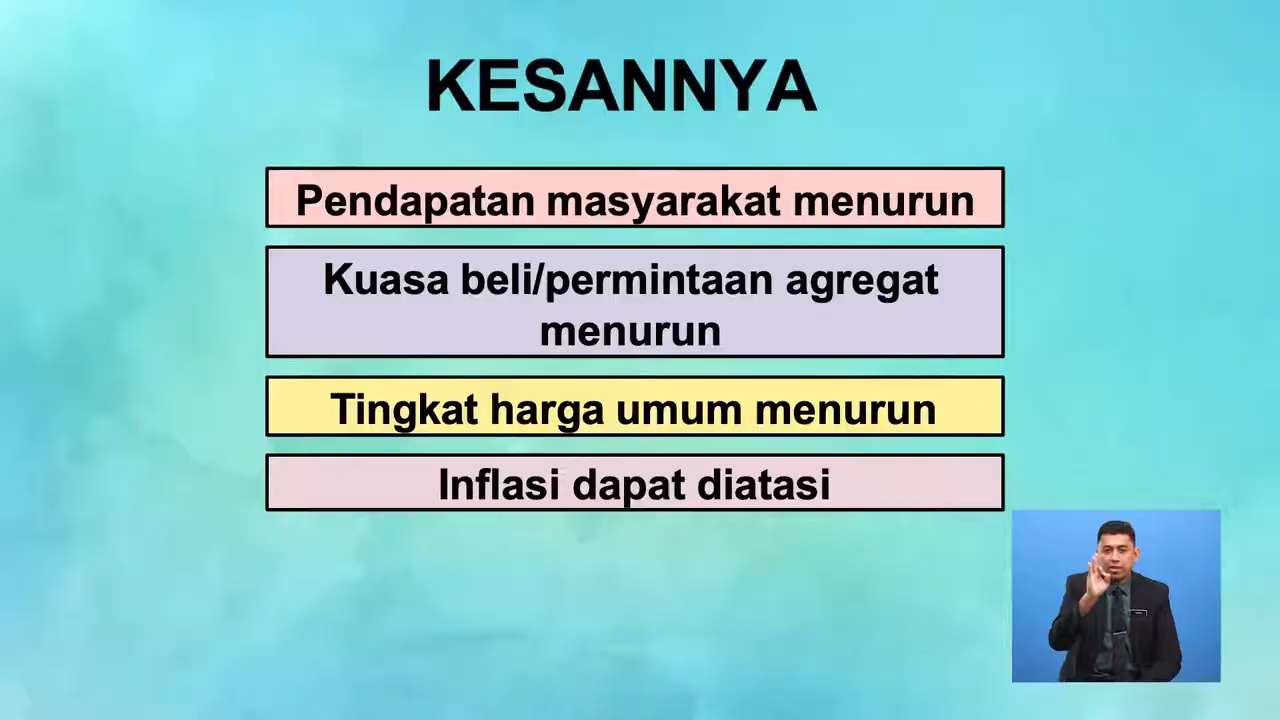 KESANNYA
Pendapatan masyarakat menurun
Kuasa beli/permintaan agregat
menurun
Tingkat harga umum menurun
Inflasi dapat diatasi